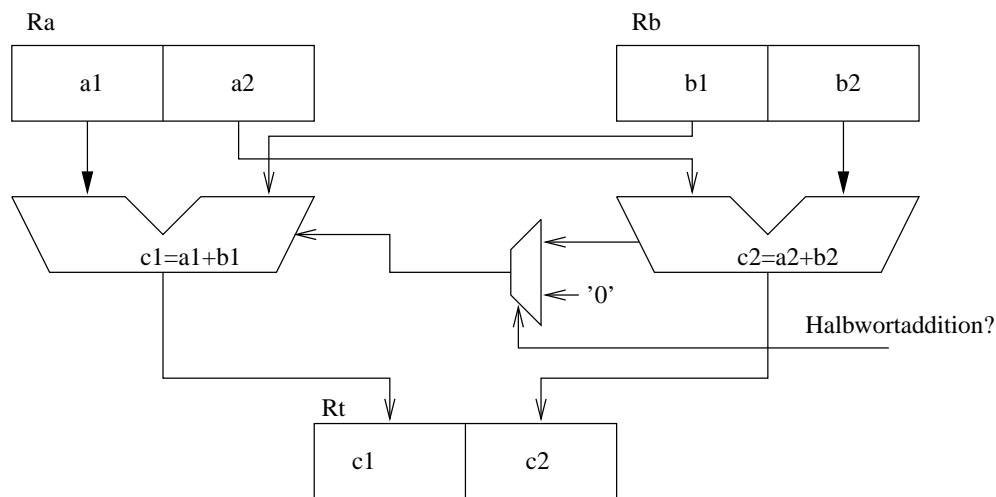 Ra
Rb
a1
a2
b1
b2
c1=a1+b1
c2=a2+b2
’0’
Halbwortaddition?
Rt
c1
c2